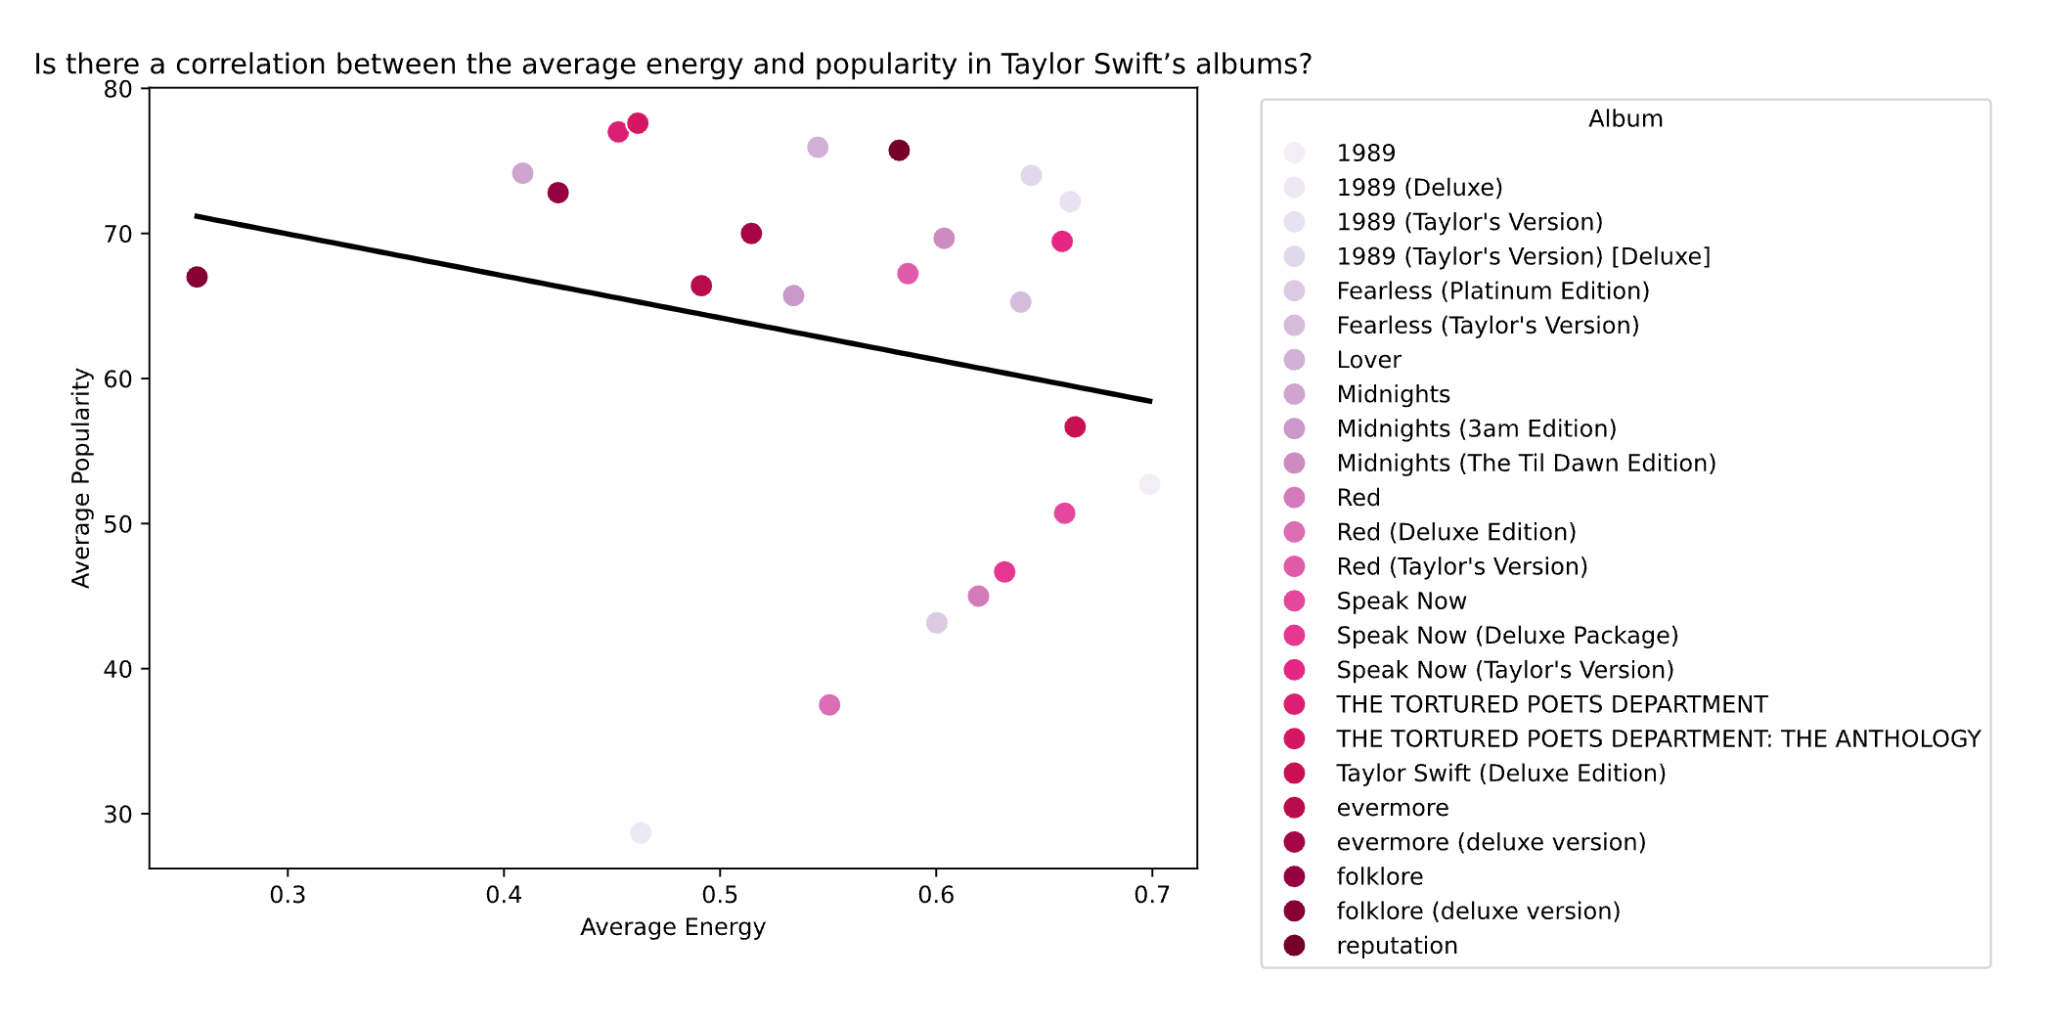 Is there a correlation between the average energy and popularity in Taylor Swift’s albums?
80
70
60
50
40
30
Average Popularity
0.3 0.4 0.5 0.6 0.7
Average Energy
Album
1989
1989 (Deluxe)
1989 (Taylor's Version)
1989 (Taylor's Version) [Deluxe]
Fearless (Platinum Edition)
Fearless (Taylor's Version)
Lover
Midnights
Midnights (3am Edition)
Midnights (The Til Dawn Edition)
Red
Red (Deluxe Edition)
Red (Taylor's Version)
Speak Now
Speak Now (Deluxe Package)
Speak Now (Taylor's Version)
THE TORTURED POETS DEPARTMENT
THE TORTURED POETS DEPARTMENT: THE ANTHOLOGY
Taylor Swift (Deluxe Edition)
evermore
evermore (deluxe version)
folklore
folklore (deluxe version)
reputation